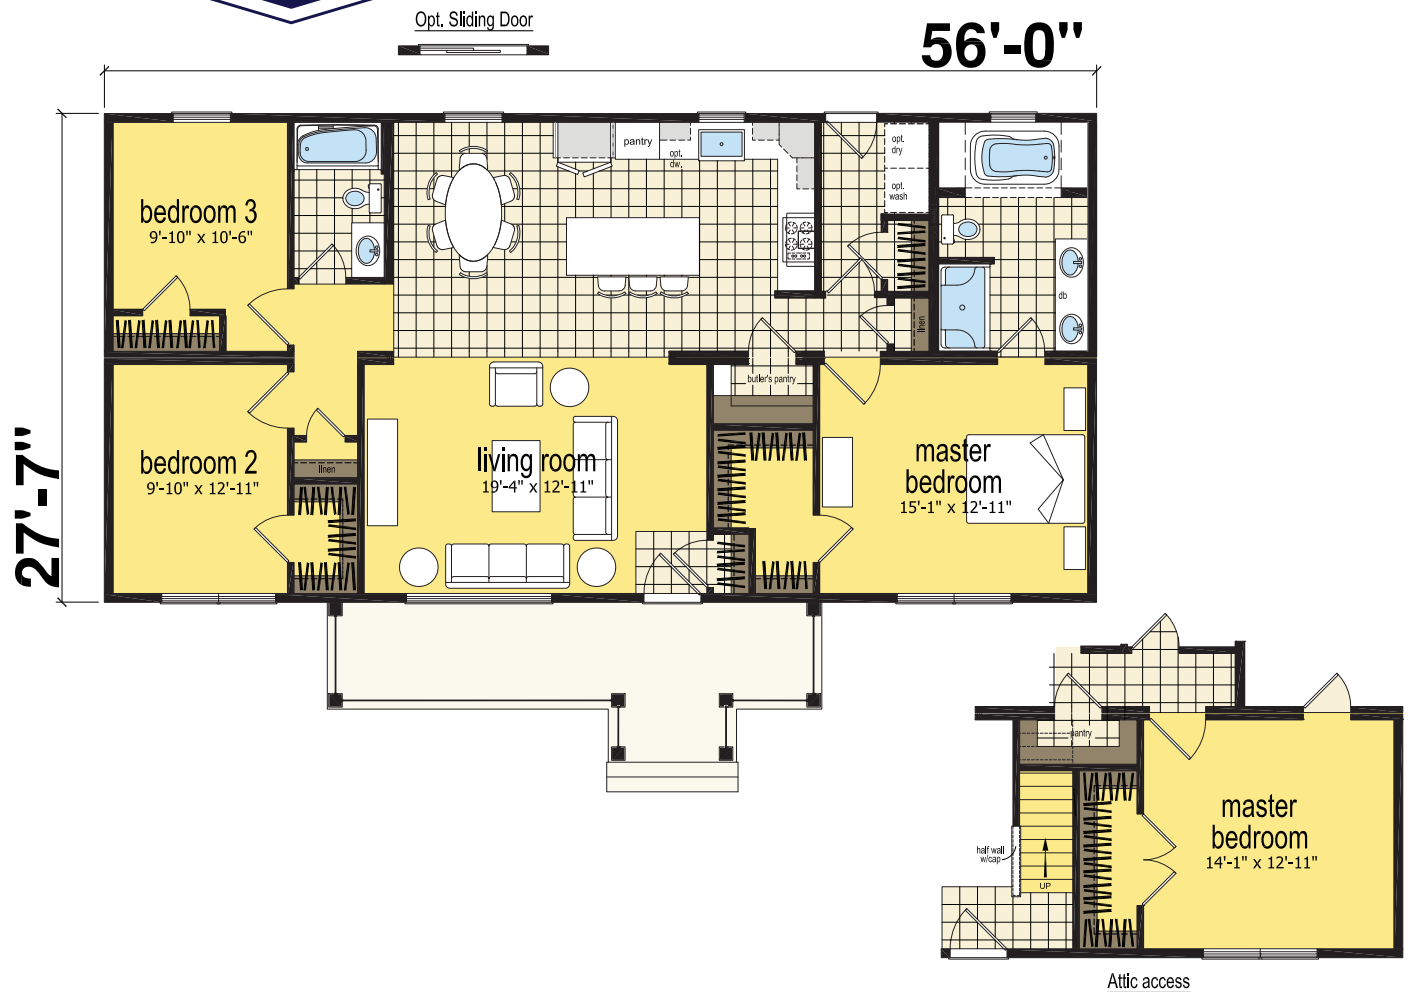 Opt. Sliding Door
56'-0"
27'-7"
bedroom 3
9'-10" x 10'-6"
pantry
opt.
dw.
opt.
dry
opt.
wash
linen
db
butler's pantry
bedroom 2
9'-10" x 12'-11"
linen
living room
19'-4" x 12'-11"
master
bedroom
15'-1" x 12'-11"
pantry
half wall
w/cap
UP
master
bedroom
14'-1" x 12'-11"
Attic access